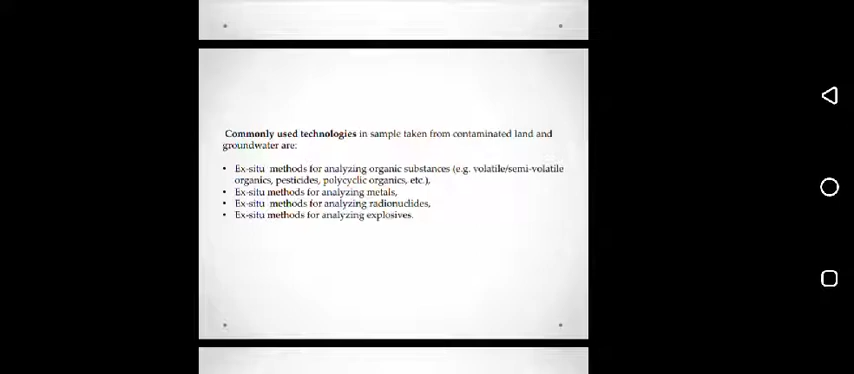 Commonly used technologies in sample taken from contaminated land and
groundwater are:
• Ex-situ methods for analyzing organic substances (e.g. volatile/semi-volatile
organics, pesticides, polycyclic organics, etc.),
• Ex-situ methods for analyzing metals,
• Ex-situ methods for analyzing radionuclides,
• Ex-situ methods for analyzing explosives.